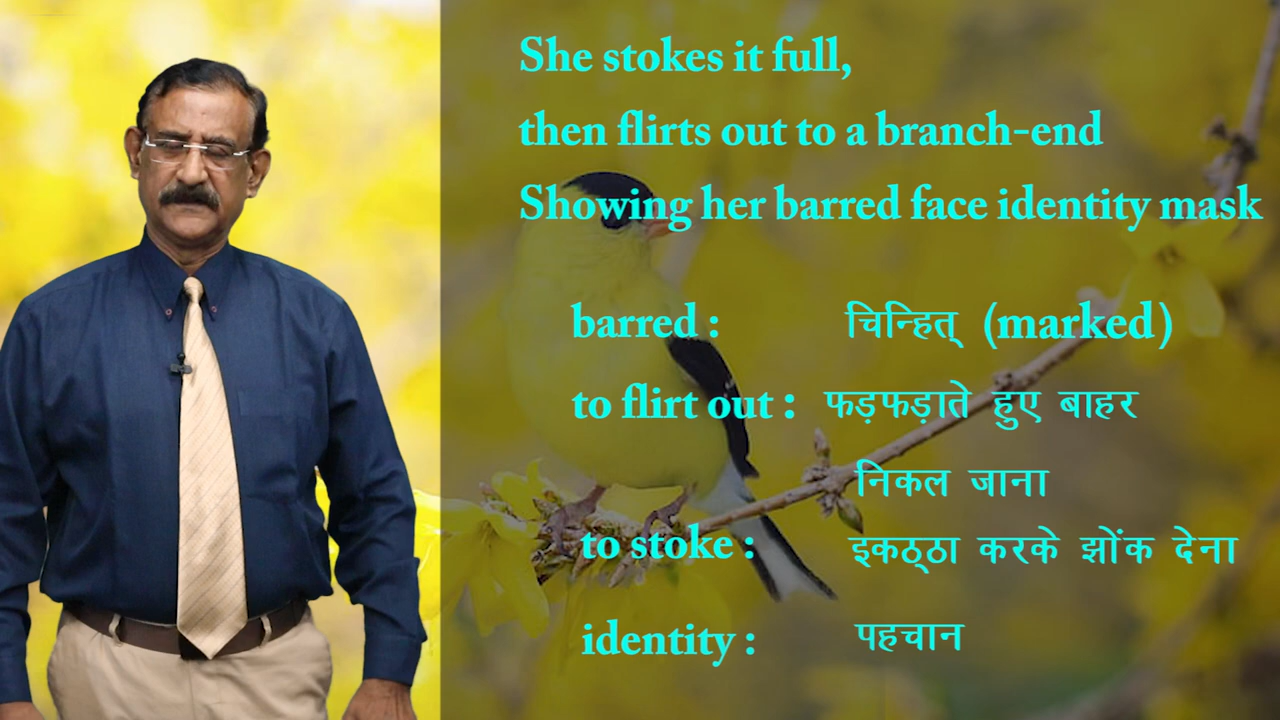 She stokes it full,
then flirts out to a branch-end
Showing her barred face identity mask
barred : चिन्हित् (marked)
to flirt out : फड़फड़ाते हुए बाहर
निकल जाना
to stoke : इकठ्ठा करके झोंक देना
identity : पहचान